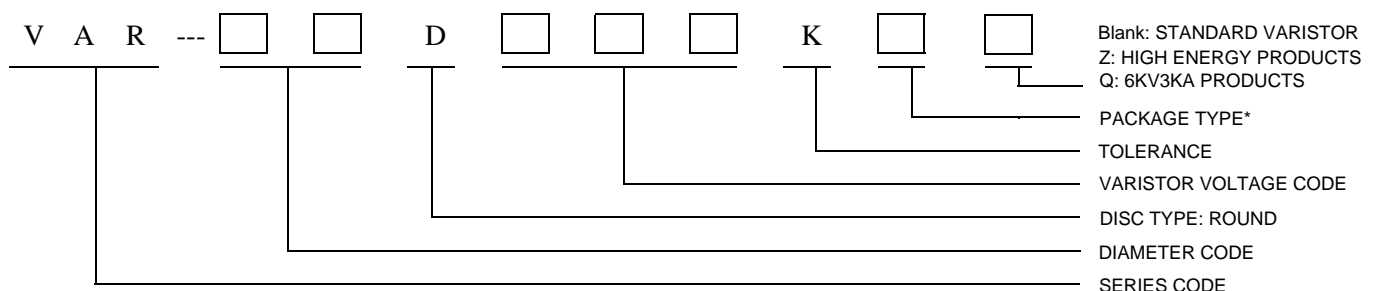 V A R --- D K
Blank: STANDARD VARISTOR
Z: HIGH ENERGY PRODUCTS
Q: 6KV3KA PRODUCTS
PACKAGE TYPE*
TOLERANCE
VARISTOR VOLTAGE CODE
DISC TYPE: ROUND
DIAMETER CODE
SERIES CODE